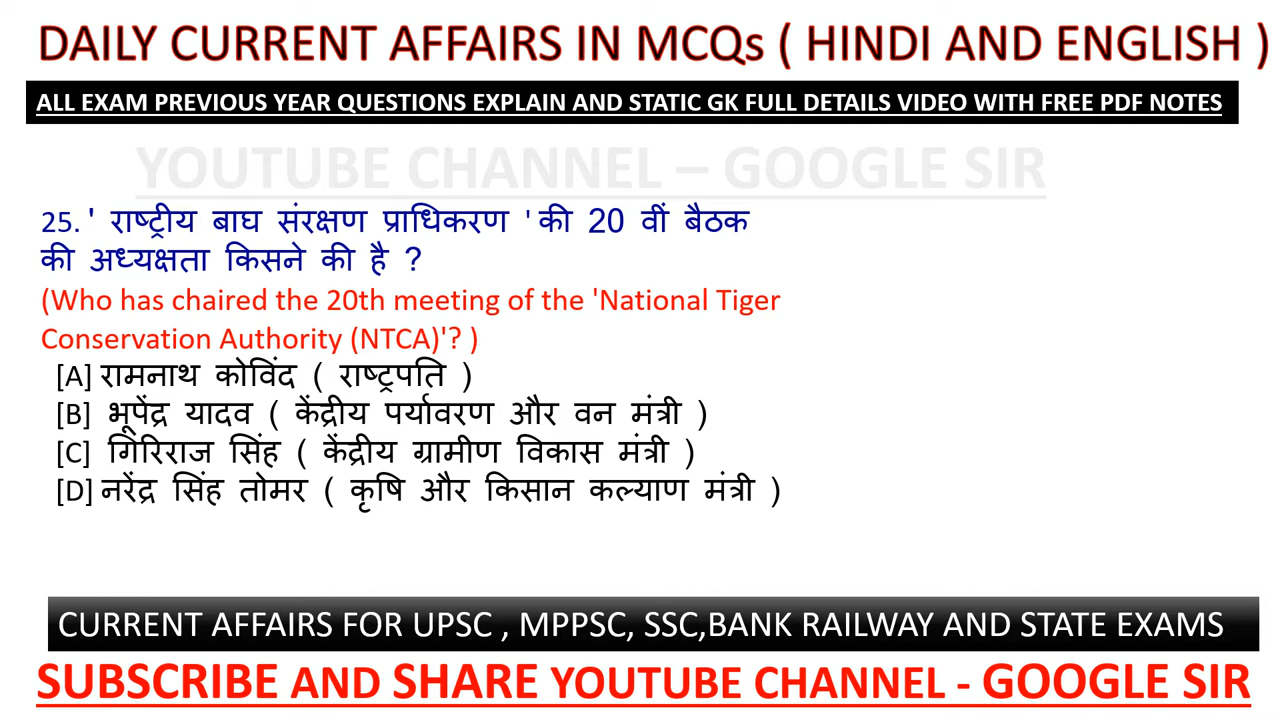 DAILY CURRENT AFFAIRS IN MCQs ( HINDI AND ENGLISH )
ALL EXAM PREVIOUS YEAR QUESTIONS EXPLAIN AND STATIC GK FULL DETAILS VIDEO WITH FREE PDF NOTES
YOUTUBE CHANNEL – GOOGLE SIR
25. ' राष्ट्रीय बाघ संरक्षण प्राधिकरण ' की 20 वीं बैठक
की अध्यक्षता किसने की है ?
(Who has chaired the 20th meeting of the 'National Tiger
Conservation Authority (NTCA)'? )
[A] रामनाथ कोविंद ( राष्ट्रपति )
[B] भूपेंद्र यादव ( केंद्रीय पर्यावरण और वन मंत्री )
[C] गिरिराज सिंह ( केंद्रीय ग्रामीण विकास मंत्री )
[D] नरेंद्र सिंह तोमर ( कृषि और किसान कल्याण मंत्री )
CURRENT AFFAIRS FOR UPSC , MPPSC, SSC,BANK RAILWAY AND STATE EXAMS
SUBSCRIBE AND SHARE YOUTUBE CHANNEL - GOOGLE SIR